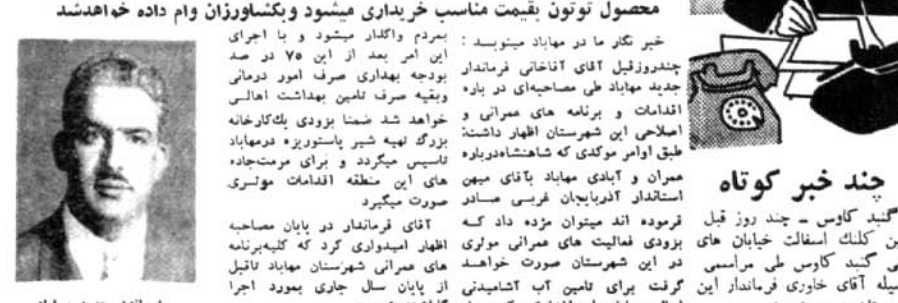 محصول توتون بقیمت مناسب خریداری میشود وبکشاورزان وام داده خواهدشد
خبر نگار ما در مهاباد مینویسد :
چندروزقبل آقای آقاخانی فرماندار
جدید مهاباد طی مصاحبه‌ای در باره
اقدامات و برنامه های عمرانی و
اصلاحی این شهرستان اظهار داشت:
طبق اوامر موکدی که شاهنشاه‌درباره
عمران و آبادی مهاباد بآقای میهن
استاندار آذربایجان غربی صادر
فرموده اند میتوان مژده داد که
بزودی فعالیت های عمرانی موثری
در این شهرستان صورت خواهد
گرفت برای تامین آب آشامیدنی
بمردم واگذار میشود و با اجرای
این امر بعد از این ۷۵ در صد
بودجه بهداری صرف امور درمانی
وبقیه صرف تامین بهداشت اهالی
خواهد شد ضمنا بزودی یك‌کارخانه
بزرگ تهیه شیر پاستوریزه درمهاباد
تاسیس میگردد و برای مرمت‌جاده
های این منطقه اقدامات موثری
صورت میگیرد
آقای فرماندار در پایان مصاحبه
اظهار امیدواری کرد که کلیه‌برنامه
های عمرانی شهرستان مهاباد تاقبل
از پایان سال جاری بمورد اجرا
چند خبر کوتاه
گنبد کاوس - چند روز قبل
کلنك اسفالت خیابان های
گنبد کاوس طی مراسمی
آقای خاوری فرماندار این